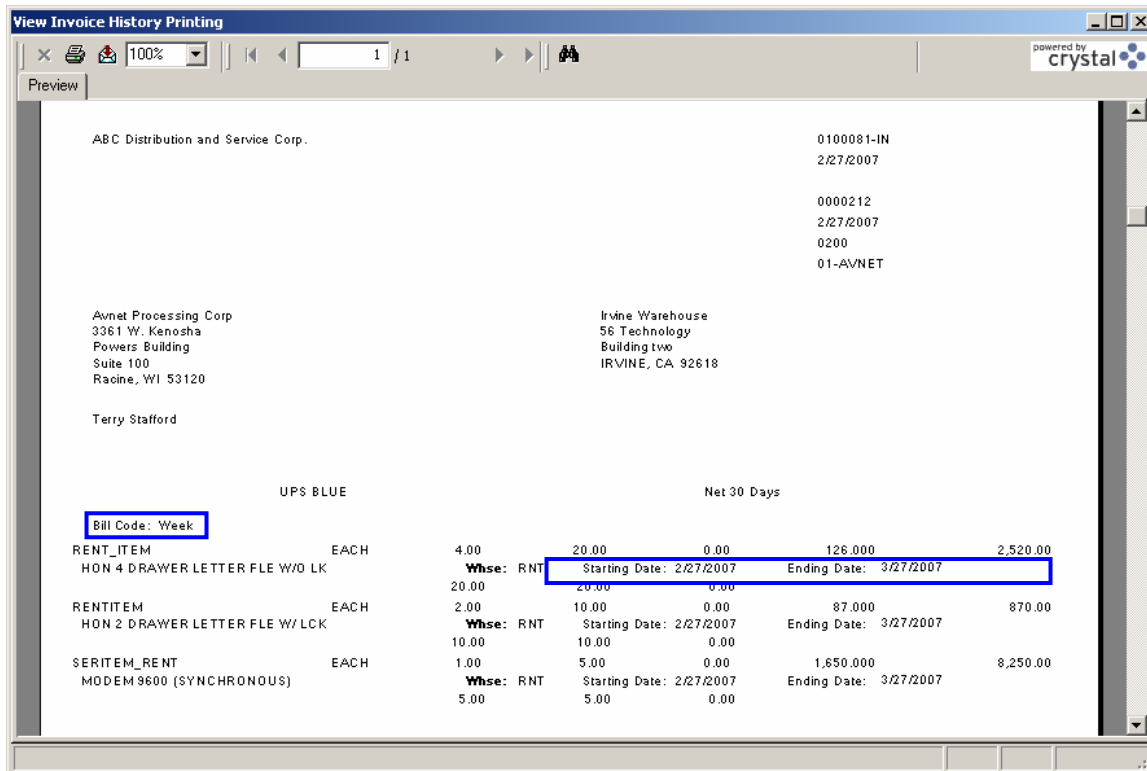 View Invoice History Printing
100%
1 / 1
powered by
crystal
Preview
ABC Distribution and Service Corp.
0100081-IN
2/27/2007
0000212
2/27/2007
0200
01-AVNET
Avnet Processing Corp
3361 W. Kenosha
Powers Building
Suite 100
Racine, WI 53120
Irvine Warehouse
56 Technology
Building two
IRVINE, CA 92618
Terry Stafford
UPS BLUE Net 30 Days
Bill Code: Week
RENT_ITEM EACH 4.00 20.00 0.00 126.000 2,520.00
HON 4 DRAWER LETTER FLE W/O LK Whse: RNT Starting Date: 2/27/2007 Ending Date: 3/27/2007
20.00 20.00 0.00
RENTITEM EACH 2.00 10.00 0.00 87.000 870.00
HON 2 DRAWER LETTER FLE W/ LCK Whse: RNT Starting Date: 2/27/2007 Ending Date: 3/27/2007
10.00 10.00 0.00
SERITEM_RENT EACH 1.00 5.00 0.00 1,650.000 8,250.00
MODEM 9600 (SYNCHRONOUS) Whse: RNT Starting Date: 2/27/2007 Ending Date: 3/27/2007
5.00 5.00 0.00